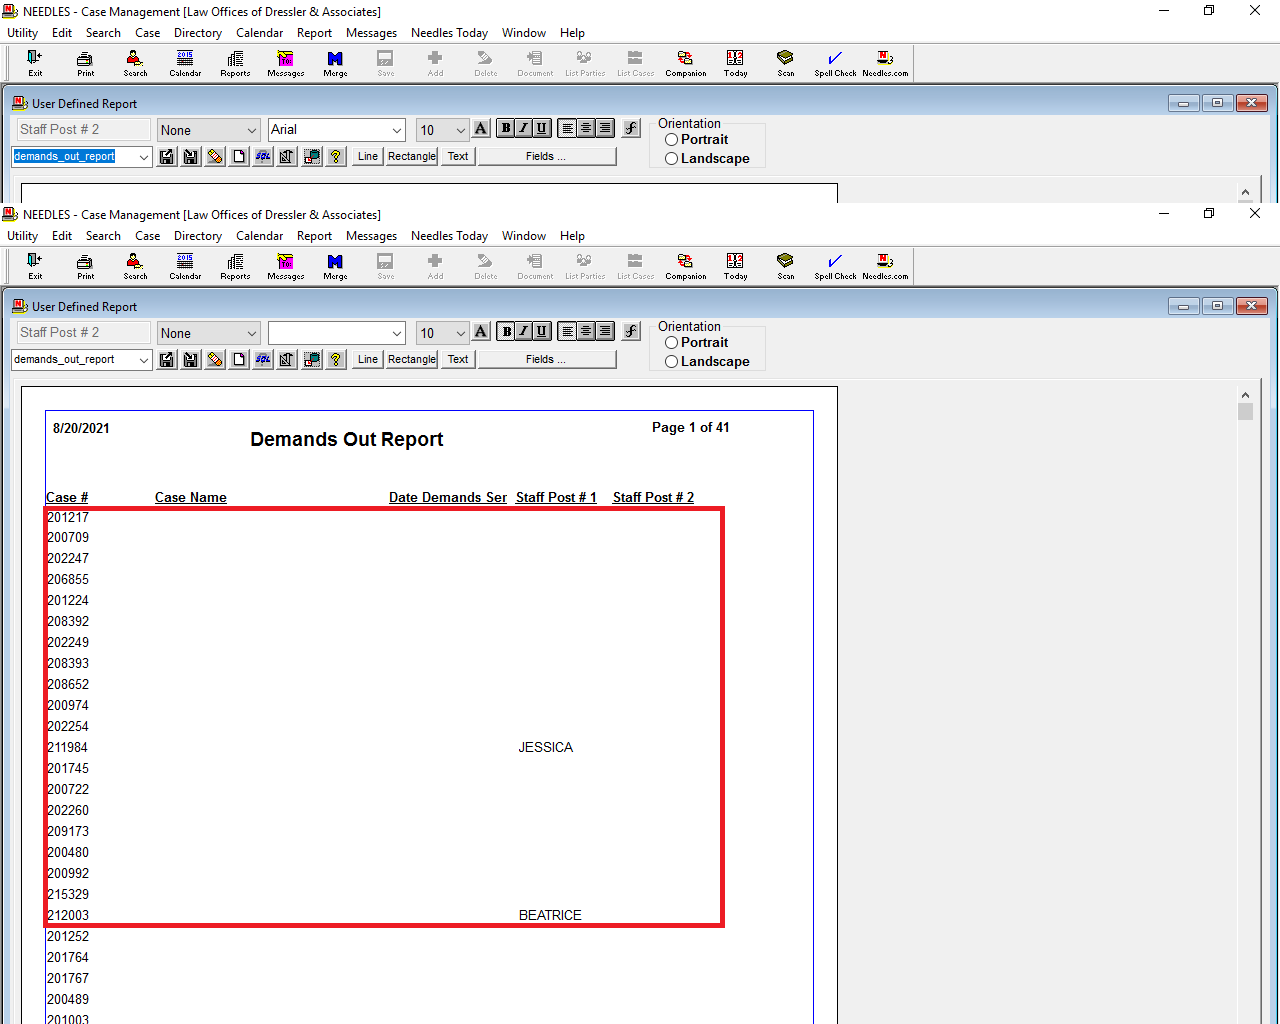 NEEDLES - Case Management [Law Offices of Dressler & Associates]
Utility Edit Search Case Directory Calendar Report Messages Needles Today Window Help
2015
Exit Print Search Calendar Reports Messages Merge Save Add Delete Document List Parties List Cases Companion Today Scan Spell Check Needles.com
User Defined Report
Staff Post # 2 None Arial 10 A B I U f
Orientation
Portrait
Landscape
demands_out_report SQL ? Line Rectangle Text Fields ...
NEEDLES - Case Management [Law Offices of Dressler & Associates]
Utility Edit Search Case Directory Calendar Report Messages Needles Today Window Help
2015
Exit Print Search Calendar Reports Messages Merge Save Add Delete Document List Parties List Cases Companion Today Scan Spell Check Needles.com
User Defined Report
Staff Post # 2 None 10 A B I U f
Orientation
Portrait
Landscape
demands_out_report SQL ? Line Rectangle Text Fields ...
8/20/2021 Page 1 of 41
Demands Out Report
Case # Case Name Date Demands Ser Staff Post # 1 Staff Post # 2
201217
200709
202247
206855
201224
208392
202249
208393
208652
200974
202254
211984 JESSICA
201745
200722
202260
209173
200480
200992
215329
212003 BEATRICE
201252
201764
201767
200489
201003